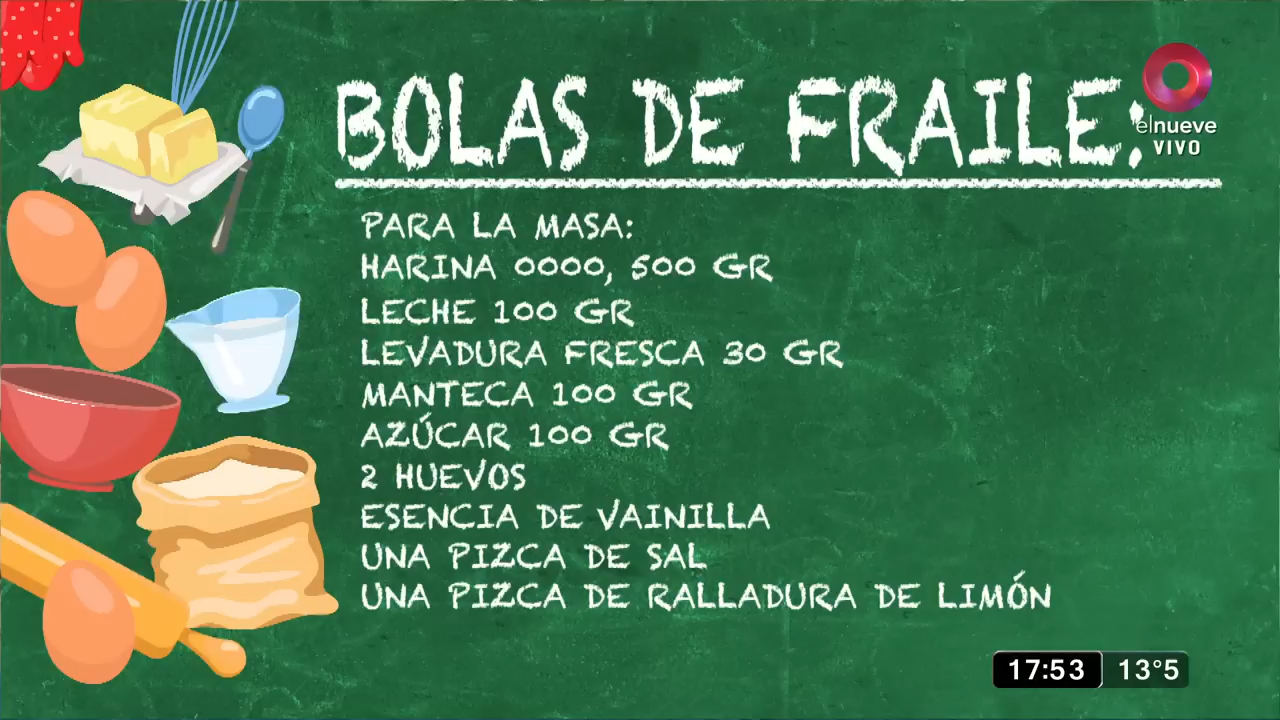 BOLAS DE FRAILE:
elnueve
VIVO
PARA LA MASA:
HARINA 0000, 500 GR
LECHE 100 GR
LEVADURA FRESCA 30 GR
MANTECA 100 GR
AZÚCAR 100 GR
2 HUEVOS
ESENCIA DE VAINILLA
UNA PIZCA DE SAL
UNA PIZCA DE RALLADURA DE LIMÓN
17:53 13°5